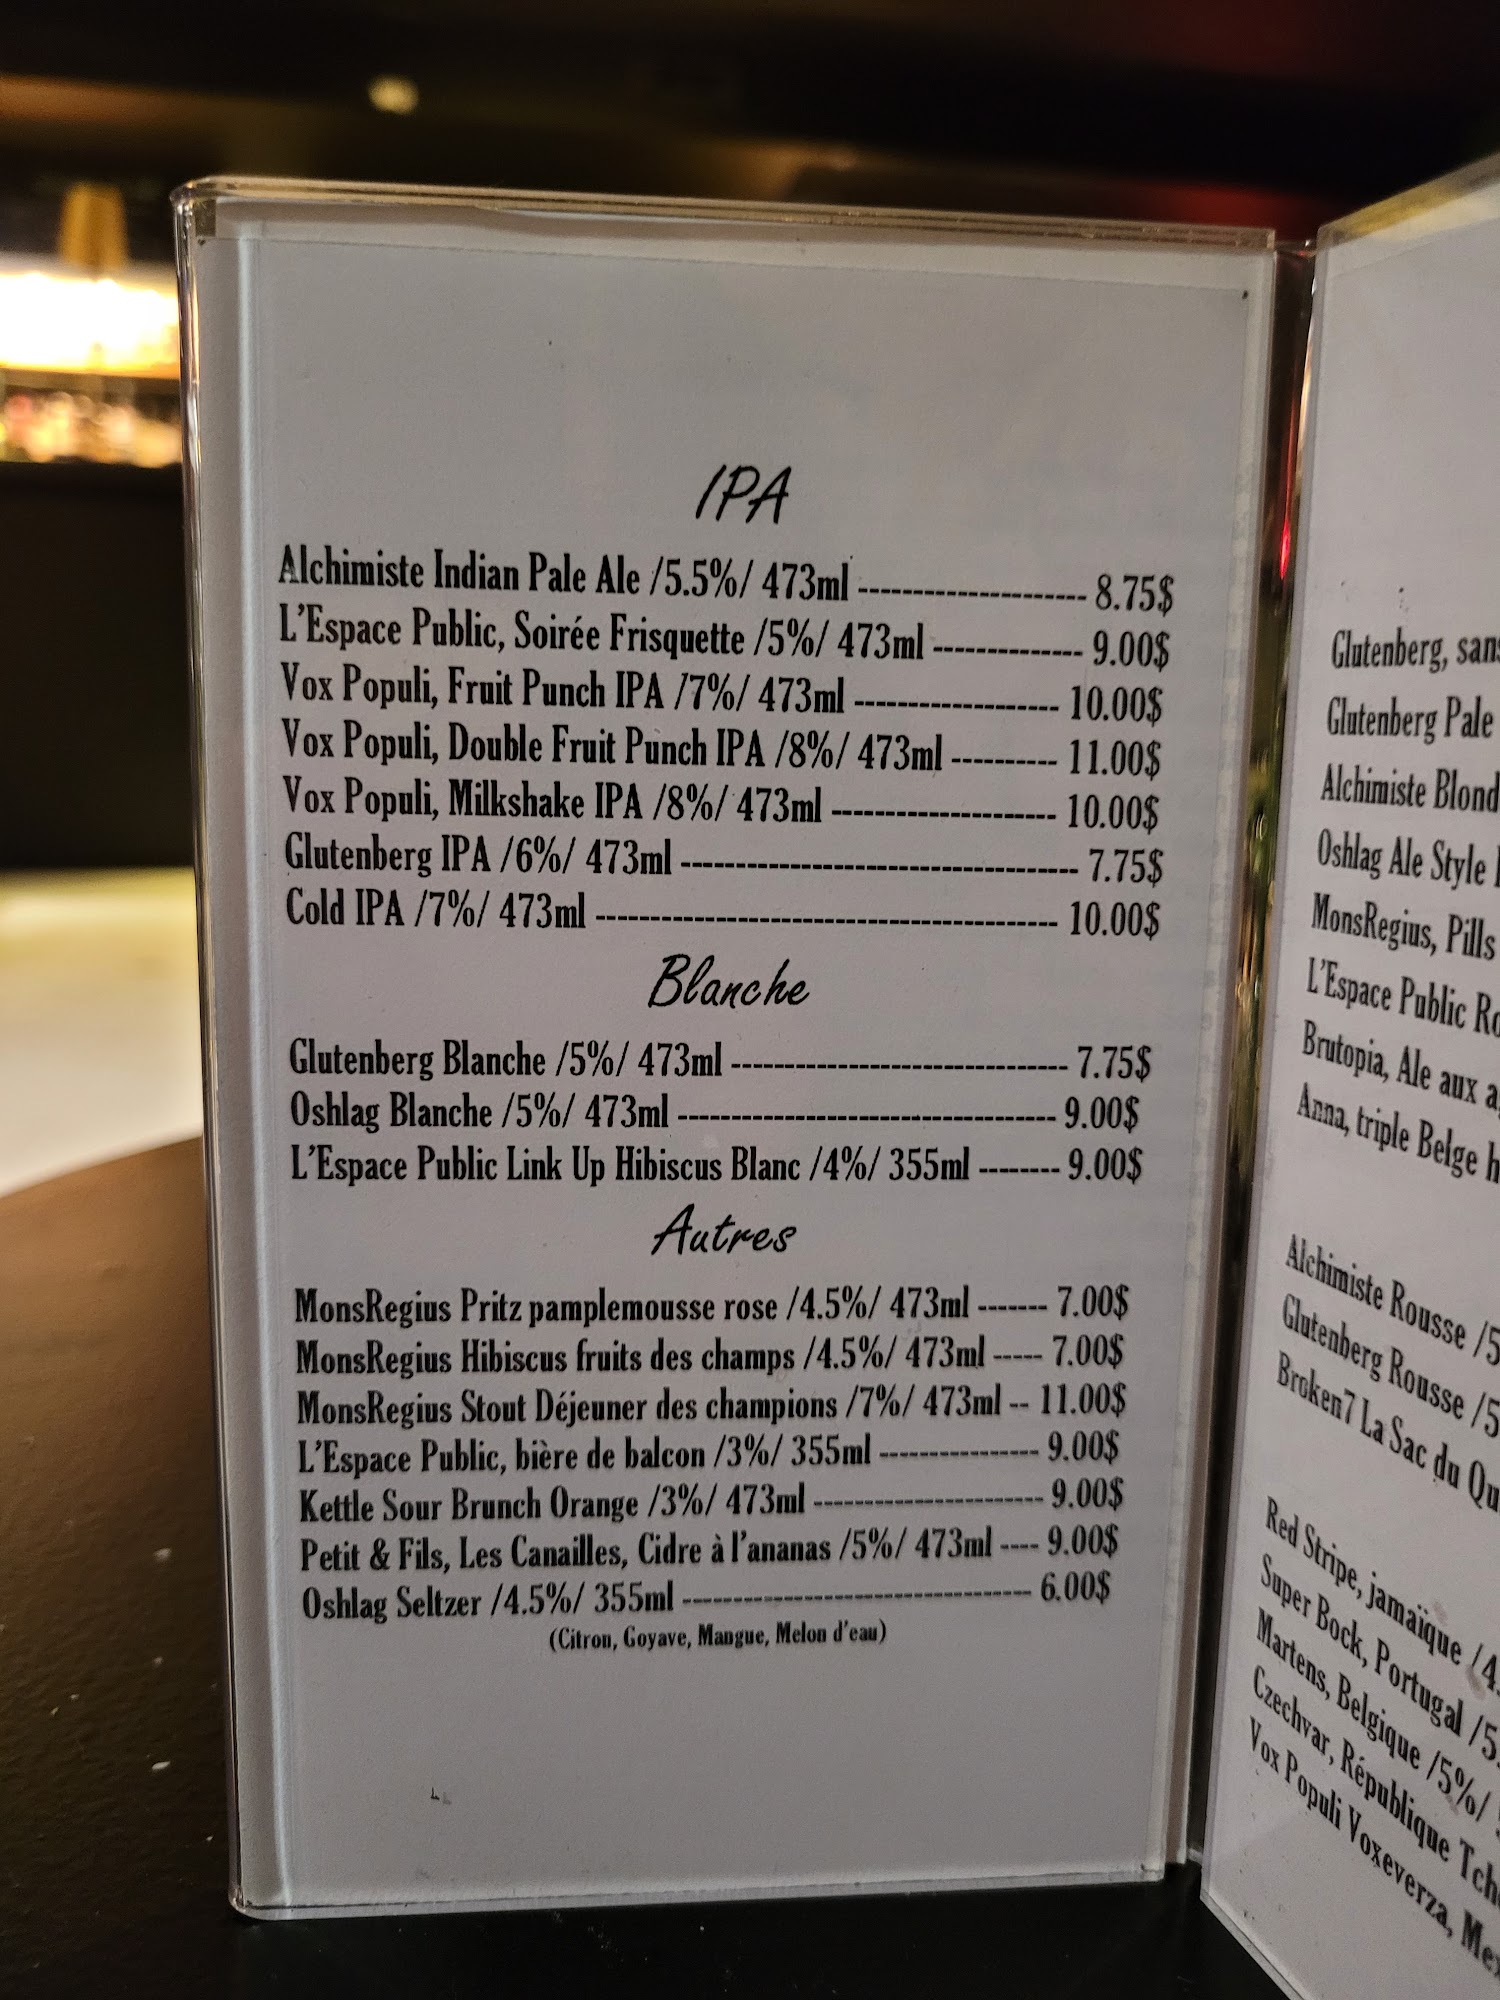 IPA
Alchimiste Indian Pale Ale /5.5%/ 473ml --------------------- 8.75$
L'Espace Public, Soirée Frisquette /5%/ 473ml -------------- 9.00$
Vox Populi, Fruit Punch IPA /7%/ 473ml ------------------- 10.00$
Vox Populi, Double Fruit Punch IPA /8%/ 473ml ---------- 11.00$
Vox Populi, Milkshake IPA /8%/ 473ml --------------------- 10.00$
Glutenberg IPA /6%/ 473ml ------------------------------------- 7.75$
Cold IPA /7%/ 473ml ------------------------------------------- 10.00$
Blanche
Glutenberg Blanche /5%/ 473ml ------------------------------- 7.75$
Oshlag Blanche /5%/ 473ml ----------------------------------- 9.00$
L'Espace Public Link Up Hibiscus Blanc /4%/ 355ml -------- 9.00$
Autres
MonsRegius Pritz pamplemousse rose /4.5%/ 473ml ------- 7.00$
MonsRegius Hibiscus fruits des champs /4.5%/ 473ml ----- 7.00$
MonsRegius Stout Déjeuner des champions /7%/ 473ml -- 11.00$
L'Espace Public, bière de balcon /3%/ 355ml ---------------- 9.00$
Kettle Sour Brunch Orange /3%/ 473ml ----------------------- 9.00$
Petit & Fils, Les Canailles, Cidre à l'ananas /5%/ 473ml ---- 9.00$
Oshlag Seltzer /4.5%/ 355ml ----------------------------------- 6.00$
(Citron, Goyave, Mangue, Melon d'eau)
Glutenberg, sans
Glutenberg Pale
Alchimiste Blond
Oshlag Ale Style
MonsRegius, Pills
L'Espace Public
Brutopia, Ale aux
Anna, triple Belge
Alchimiste Rousse /5
Glutenberg Rousse /5
Broken7 La Sac du
Red Stripe, jamaïque /4.
Super Bock, Portugal /5
Martens, Belgique /5%/
Czechvar, République
Vox Populi Voxeverza,